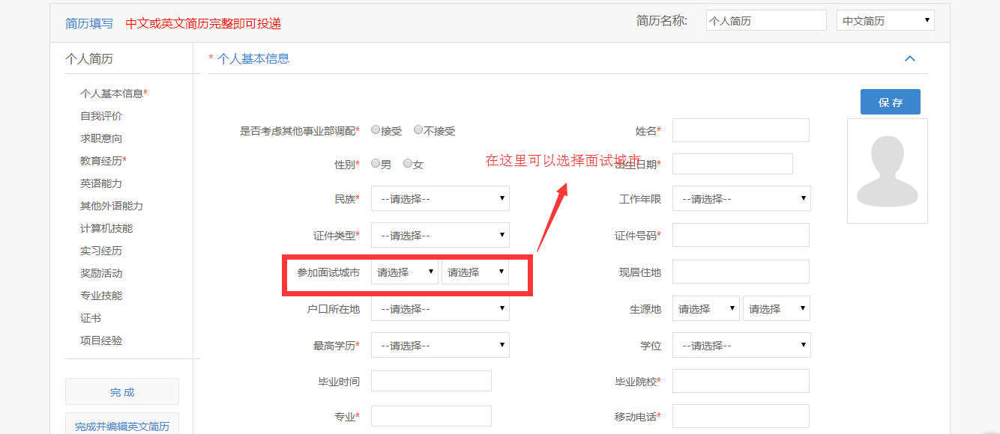 简历填写 中文或英文简历完整即可投递 简历名称: 个人简历 中文简历
个人简历
个人基本信息*
自我评价
求职意向
教育经历*
英语能力
其他外语能力
计算机技能
实习经历
奖励活动
专业技能
证书
项目经验
完 成
完成并编辑英文简历
* 个人基本信息
保 存
是否考虑其他事业部调配* 接受 不接受 姓名*
在这里可以选择面试城市
性别* 男 女 出生日期*
民族* --请选择-- 工作年限 --请选择--
证件类型* --请选择-- 证件号码*
参加面试城市 请选择 请选择 现居住地
户口所在地 --请选择-- 生源地 请选择 请选择
最高学历* --请选择-- 学位 --请选择--
毕业时间 毕业院校*
专业* 移动电话*